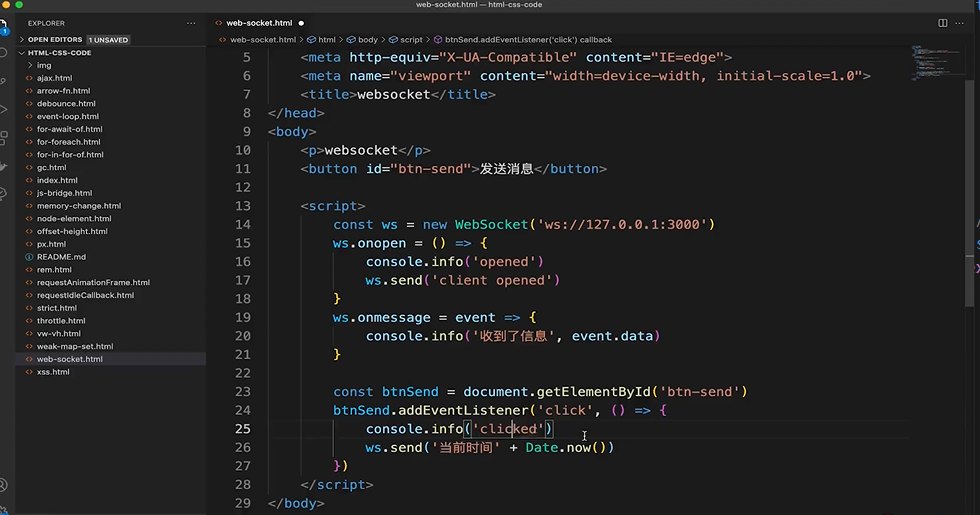 web-socket.html — html-css-code
EXPLORER
web-socket.html
OPEN EDITORS 1 UNSAVED
web-socket.html › html › body › script › btnSend.addEventListener('click') callback
HTML-CSS-CODE
img
ajax.html
arrow-fn.html
debounce.html
event-loop.html
for-await-of.html
for-foreach.html
for-in-for-of.html
gc.html
index.html
js-bridge.html
memory-change.html
node-element.html
offset-height.html
px.html
README.md
rem.html
requestAnimationFrame.html
requestIdleCallback.html
strict.html
throttle.html
vw-vh.html
weak-map-set.html
web-socket.html
xss.html
5 <meta http-equiv="X-UA-Compatible" content="IE=edge">
6 <meta name="viewport" content="width=device-width, initial-scale=1.0">
7 <title>websocket</title>
8 </head>
9 <body>
10 <p>websocket</p>
11 <button id="btn-send">发送消息</button>
12
13 <script>
14 const ws = new WebSocket('ws://127.0.0.1:3000')
15 ws.onopen = () => {
16 console.info('opened')
17 ws.send('client opened')
18 }
19 ws.onmessage = event => {
20 console.info('收到了信息', event.data)
21 }
22
23 const btnSend = document.getElementById('btn-send')
24 btnSend.addEventListener('click', () => {
25 console.info('clicked')
26 ws.send('当前时间' + Date.now())
27 })
28 </script>
29 </body>